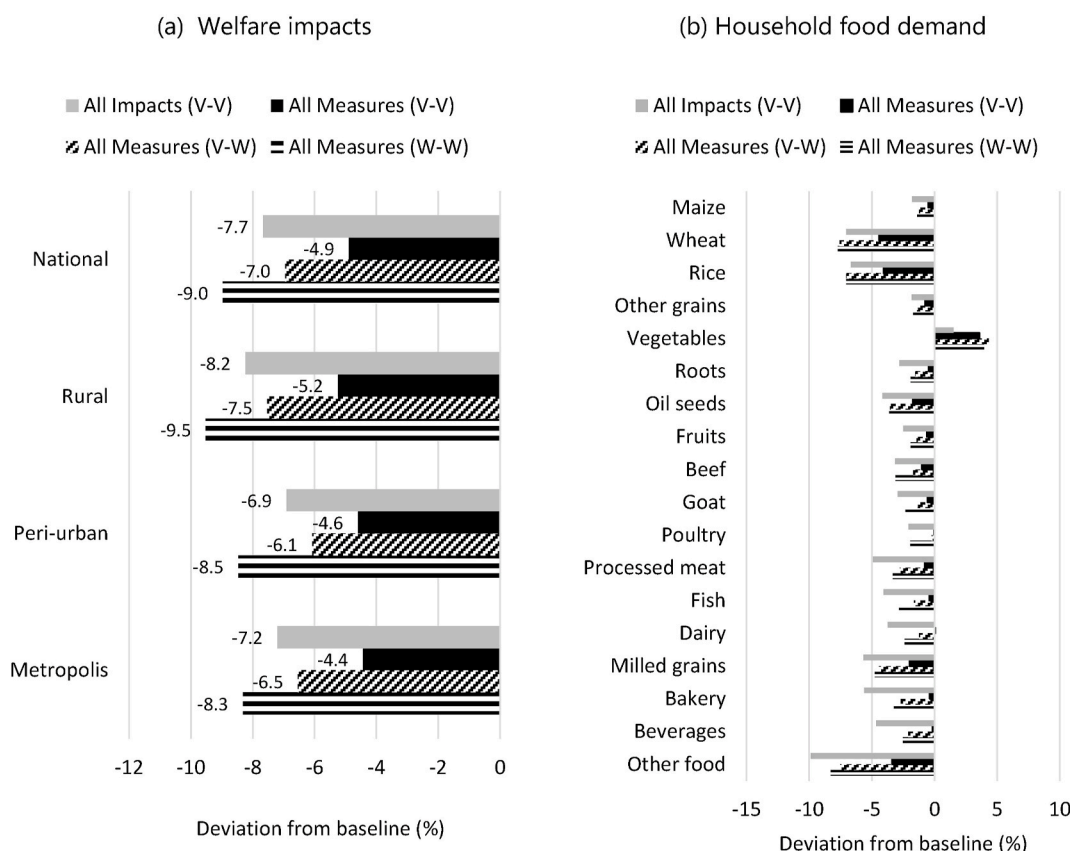 (a) Welfare impacts
All Impacts (V-V) All Measures (V-V)
All Measures (V-W) All Measures (W-W)
National
-7.7
-4.9
-7.0
-9.0
Rural
-8.2
-5.2
-7.5
-9.5
Peri-urban
-6.9
-4.6
-6.1
-8.5
Metropolis
-7.2
-4.4
-6.5
-8.3
-12 -10 -8 -6 -4 -2 0
Deviation from baseline (%)
(b) Household food demand
All Impacts (V-V) All Measures (V-V)
All Measures (V-W) All Measures (W-W)
Maize
Wheat
Rice
Other grains
Vegetables
Roots
Oil seeds
Fruits
Beef
Goat
Poultry
Processed meat
Fish
Dairy
Milled grains
Bakery
Beverages
Other food
-15 -10 -5 0 5 10
Deviation from baseline (%)